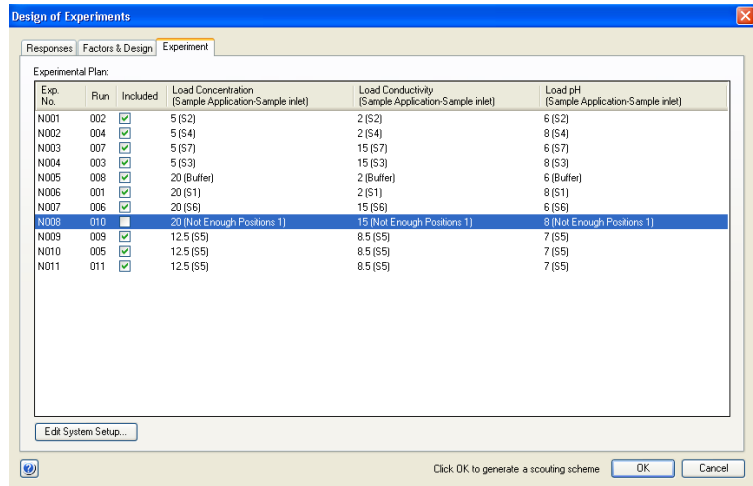 Design of Experiments
Responses Factors & Design Experiment
Experimental Plan:
Exp. No. Run Included Load Concentration (Sample Application-Sample inlet) Load Conductivity (Sample Application-Sample inlet) Load pH (Sample Application-Sample inlet)
N001 002 5 (S2) 2 (S2) 6 (S2)
N002 004 5 (S4) 2 (S4) 8 (S4)
N003 007 5 (S7) 15 (S7) 6 (S7)
N004 003 5 (S3) 15 (S3) 8 (S3)
N005 008 20 (Buffer) 2 (Buffer) 6 (Buffer)
N006 001 20 (S1) 2 (S1) 8 (S1)
N007 006 20 (S6) 15 (S6) 6 (S6)
N008 010 20 (Not Enough Positions 1) 15 (Not Enough Positions 1) 8 (Not Enough Positions 1)
N009 009 12.5 (S5) 8.5 (S5) 7 (S5)
N010 005 12.5 (S5) 8.5 (S5) 7 (S5)
N011 011 12.5 (S5) 8.5 (S5) 7 (S5)
Edit System Setup...
Click OK to generate a scouting scheme OK Cancel